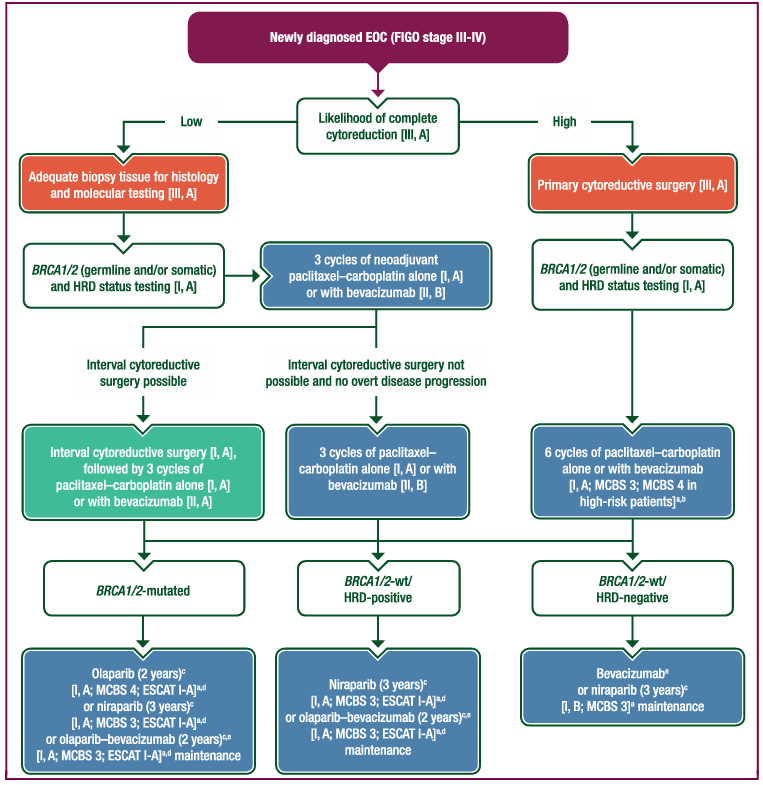 Newly diagnosed EOC (FIGO stage III-IV)
Likelihood of complete
cytoreduction [III, A]
Low
High
Adequate biopsy tissue for histology
and molecular testing [III, A]
Primary cytoreductive surgery [III, A]
BRCA1/2 (germline and/or somatic)
and HRD status testing [I, A]
3 cycles of neoadjuvant
paclitaxel–carboplatin alone [I, A]
or with bevacizumab [II, B]
BRCA1/2 (germline and/or somatic)
and HRD status testing [I, A]
Interval cytoreductive
surgery possible
Interval cytoreductive surgery not
possible and no overt disease progression
Interval cytoreductive surgery [I, A],
followed by 3 cycles of
paclitaxel–carboplatin alone [I, A]
or with bevacizumab [II, A]
3 cycles of paclitaxel–
carboplatin alone [I, A] or with
bevacizumab [II, B]
6 cycles of paclitaxel–carboplatin
alone or with bevacizumab
[I, A; MCBS 3; MCBS 4 in
high-risk patients]a,b
BRCA1/2-mutated
BRCA1/2-wt/
HRD-positive
BRCA1/2-wt/
HRD-negative
Olaparib (2 years)c
[I, A; MCBS 4; ESCAT I-A]a,d
or niraparib (3 years)c
[I, A; MCBS 3; ESCAT I-A]a,d
or olaparib–bevacizumab (2 years)c,e
[I, A; MCBS 3; ESCAT I-A]a,d maintenance
Niraparib (3 years)c
[I, A; MCBS 3; ESCAT I-A]a,d
or olaparib–bevacizumab (2 years)c,e
[I, A; MCBS 3; ESCAT I-A]a,d
maintenance
Bevacizumabe
or niraparib (3 years)c
[I, B; MCBS 3]a maintenance